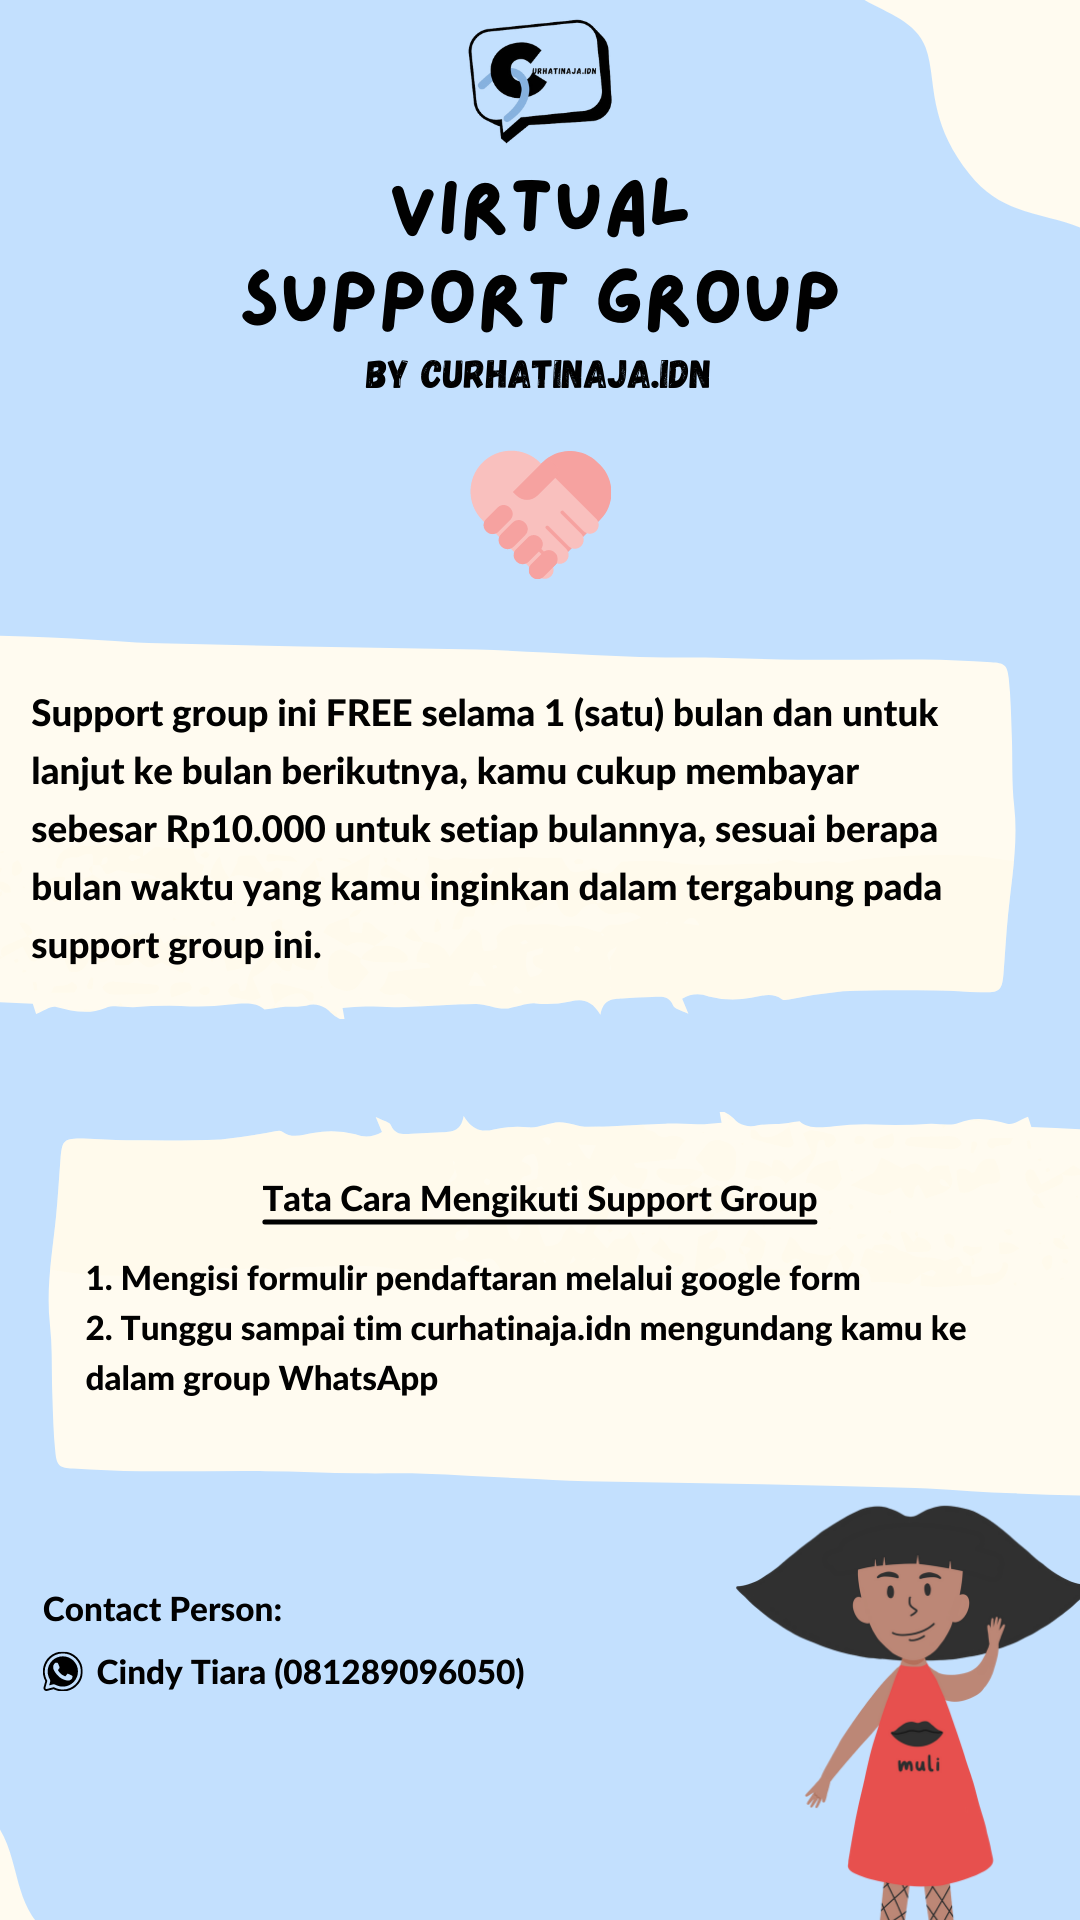 CURHATINAJA.IDN
VIRTUAL
SUPPORT GROUP
BY CURHATINAJA.IDN
Support group ini FREE selama 1 (satu) bulan dan untuk
lanjut ke bulan berikutnya, kamu cukup membayar
sebesar Rp10.000 untuk setiap bulannya, sesuai berapa
bulan waktu yang kamu inginkan dalam tergabung pada
support group ini.
Tata Cara Mengikuti Support Group
1. Mengisi formulir pendaftaran melalui google form
2. Tunggu sampai tim curhatinaja.idn mengundang kamu ke
dalam group WhatsApp
Contact Person:
Cindy Tiara (081289096050)
muli